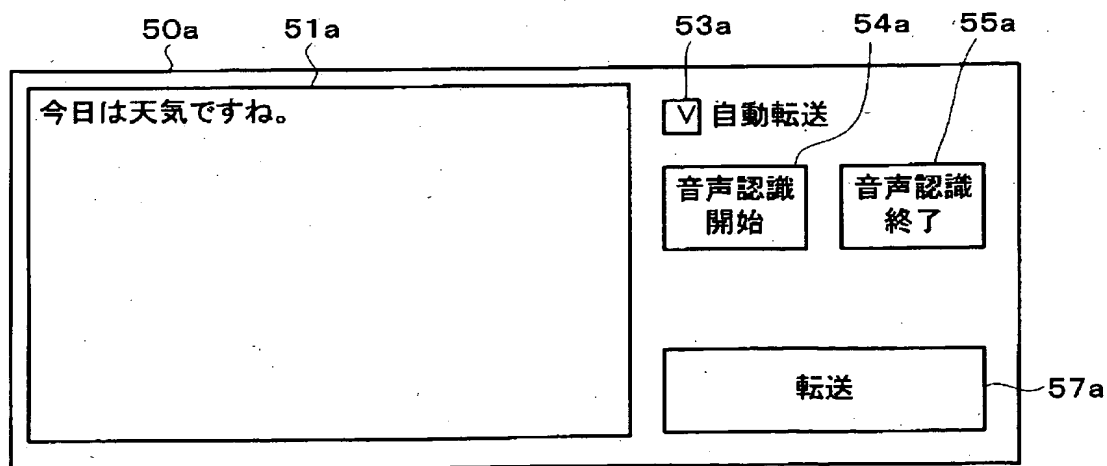 50a
51a
53a
54a
55a
今日は天気ですね。
V 自動転送
音声認識
開始
音声認識
終了
転送
57a